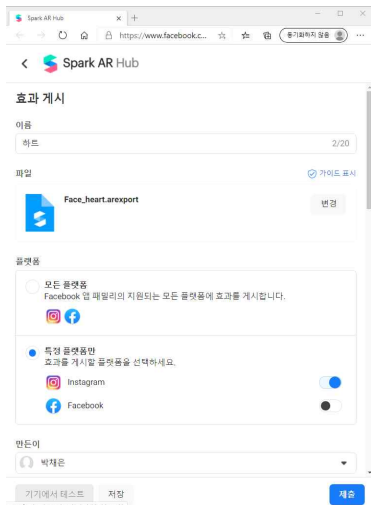 Spark AR Hub
https://www.facebook.c...
동기화하지 않음
Spark AR Hub
효과 게시
이름
하트
2/20
파일
가이드 표시
Face_heart.arexport
변경
플랫폼
모든 플랫폼
Facebook 앱 패밀리의 지원되는 모든 플랫폼에 효과를 게시합니다.
특정 플랫폼만
효과를 게시할 플랫폼을 선택하세요.
Instagram
Facebook
만든이
박채은
기기에서 테스트
저장
제출